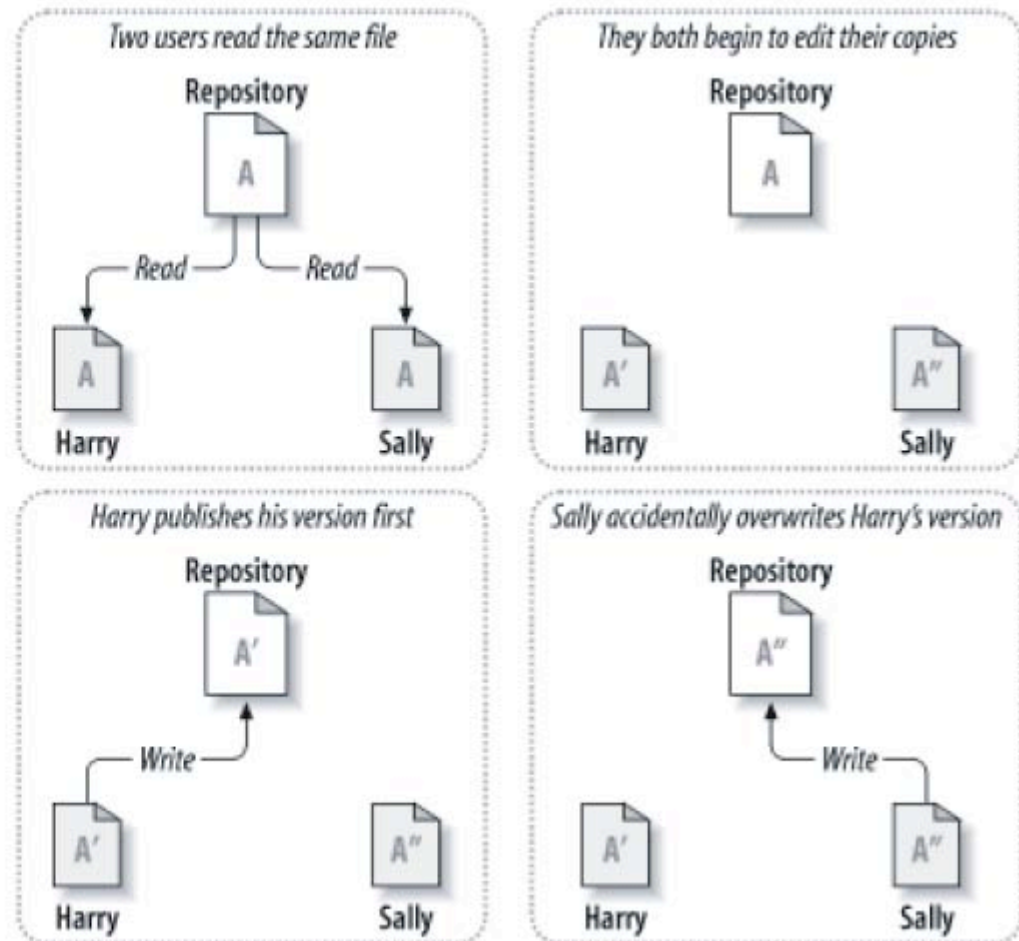 Two users read the same file
Repository
A
Read Read
A A
Harry Sally
They both begin to edit their copies
Repository
A
A′ A″
Harry Sally
Harry publishes his version first
Repository
A′
Write
A′ A″
Harry Sally
Sally accidentally overwrites Harry’s version
Repository
A″
Write
A′ A″
Harry Sally